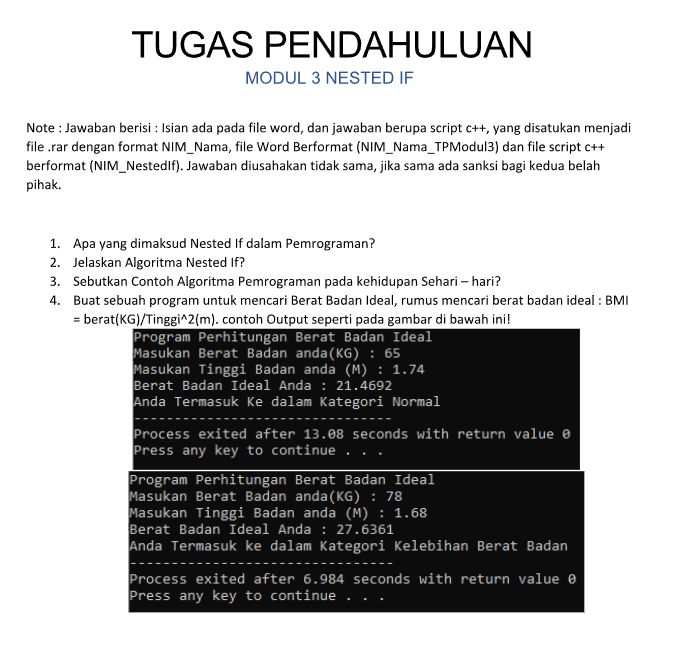 TUGAS PENDAHULUAN
MODUL 3 NESTED IF
Note : Jawaban berisi : Isian ada pada file word, dan jawaban berupa script c++, yang disatukan menjadi
file .rar dengan format NIM_Nama, file Word Berformat (NIM_Nama_TPModul3) dan file script c++
berformat (NIM_NestedIf). Jawaban diusahakan tidak sama, jika sama ada sanksi bagi kedua belah
pihak.
1. Apa yang dimaksud Nested If dalam Pemrograman?
2. Jelaskan Algoritma Nested If?
3. Sebutkan Contoh Algoritma Pemrograman pada kehidupan Sehari – hari?
4. Buat sebuah program untuk mencari Berat Badan Ideal, rumus mencari berat badan ideal : BMI
= berat(KG)/Tinggi^2(m). contoh Output seperti pada gambar di bawah ini!
Program Perhitungan Berat Badan Ideal
Masukan Berat Badan anda(KG) : 65
Masukan Tinggi Badan anda (M) : 1.74
Berat Badan Ideal Anda : 21.4692
Anda Termasuk Ke dalam Kategori Normal
--------------------------------
Process exited after 13.08 seconds with return value 0
Press any key to continue . . .
Program Perhitungan Berat Badan Ideal
Masukan Berat Badan anda(KG) : 78
Masukan Tinggi Badan anda (M) : 1.68
Berat Badan Ideal Anda : 27.6361
Anda Termasuk ke dalam Kategori Kelebihan Berat Badan
--------------------------------
Process exited after 6.984 seconds with return value 0
Press any key to continue . . .